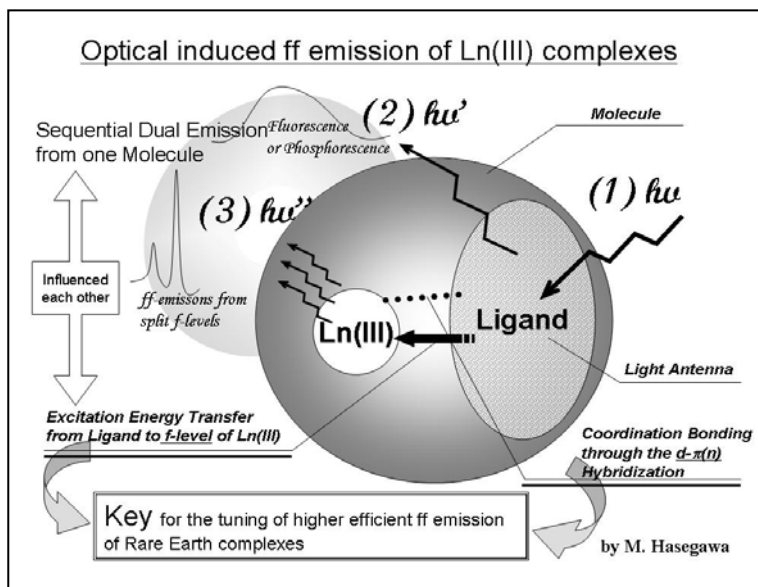 Optical induced ff emission of Ln(III) complexes
Sequential Dual Emission
from one Molecule
Fluorescence
or Phosphorescence
(2) hν'
Molecule
(1) hν
(3) hν''
Influenced
each other
ff-emissons from
split f-levels
Ln(III)
Ligand
Light Antenna
Excitation Energy Transfer
from Ligand to f-level of Ln(III)
Coordination Bonding
through the d-π(n)
Hybridization
Key for the tuning of higher efficient ff emission
of Rare Earth complexes
by M. Hasegawa